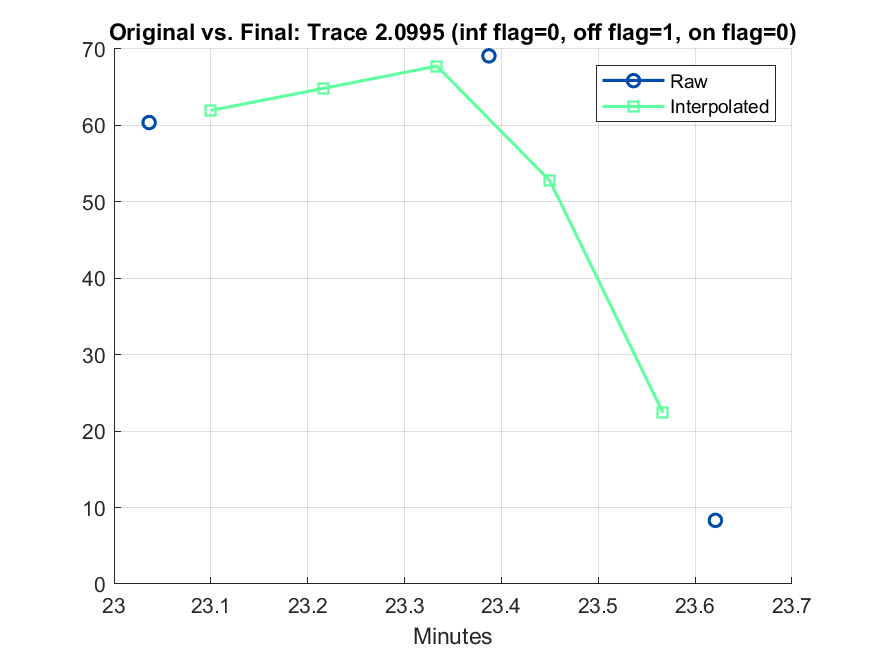 Original vs. Final: Trace 2.0995 (inf flag=0, off flag=1, on flag=0)
70
60
50
40
30
20
10
0
Raw
Interpolated
23 23.1 23.2 23.3 23.4 23.5 23.6 23.7
Minutes